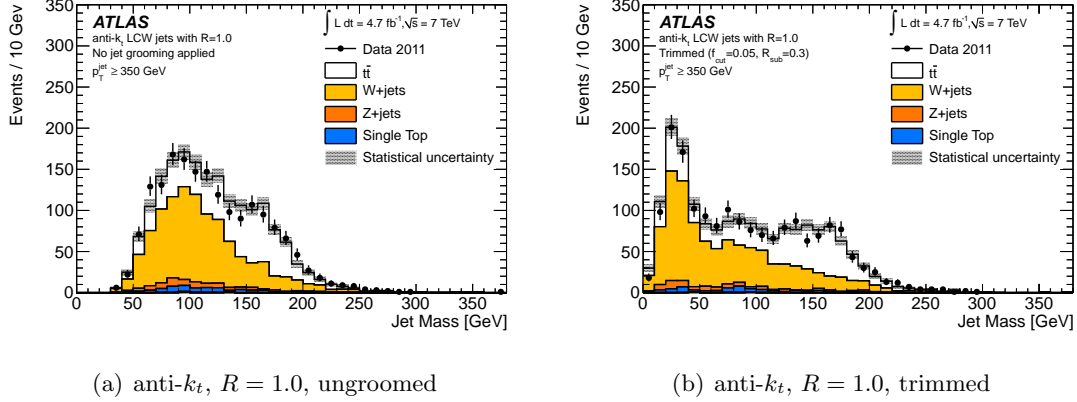 ATLAS
anti-k_t LCW jets with R=1.0
No jet grooming applied
p_T^jet ≥ 350 GeV
∫ L dt = 4.7 fb⁻¹,√s = 7 TeV
Data 2011
tt̄
W+jets
Z+jets
Single Top
Statistical uncertainty
Events / 10 Gev
350
300
250
200
150
100
50
0
0 50 100 150 200 250 300 350
Jet Mass [GeV]
(a) anti-k_t, R = 1.0, ungroomed
ATLAS
anti-k_t LCW jets with R=1.0
Trimmed (f_cut=0.05, R_sub=0.3)
p_T^jet ≥ 350 GeV
∫ L dt = 4.7 fb⁻¹,√s = 7 TeV
Data 2011
tt̄
W+jets
Z+jets
Single Top
Statistical uncertainty
Events / 10 Gev
350
300
250
200
150
100
50
0
0 50 100 150 200 250 300 350
Jet Mass [GeV]
(b) anti-k_t, R = 1.0, trimmed